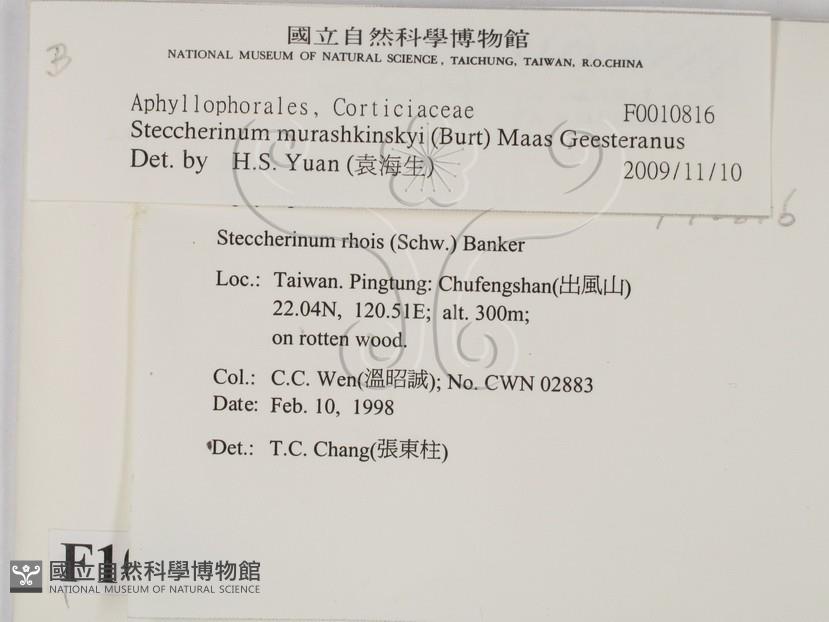 B
國立自然科學博物館
NATIONAL MUSEUM OF NATURAL SCIENCE, TAICHUNG, TAIWAN, R.O.CHINA
Aphyllophorales, Corticiaceae F0010816
Steccherinum murashkinskyi (Burt) Maas Geesteranus
Det. by H.S. Yuan (袁海生) 2009/11/10
Steccherinum rhois (Schw.) Banker
Loc.: Taiwan. Pingtung: Chufengshan(出風山)
22.04N, 120.51E; alt. 300m;
on rotten wood.
Col.: C.C. Wen(溫昭誠); No. CWN 02883
Date: Feb. 10, 1998
Det.: T.C. Chang(張東柱)
國立自然科學博物館
NATIONAL MUSEUM OF NATURAL SCIENCE